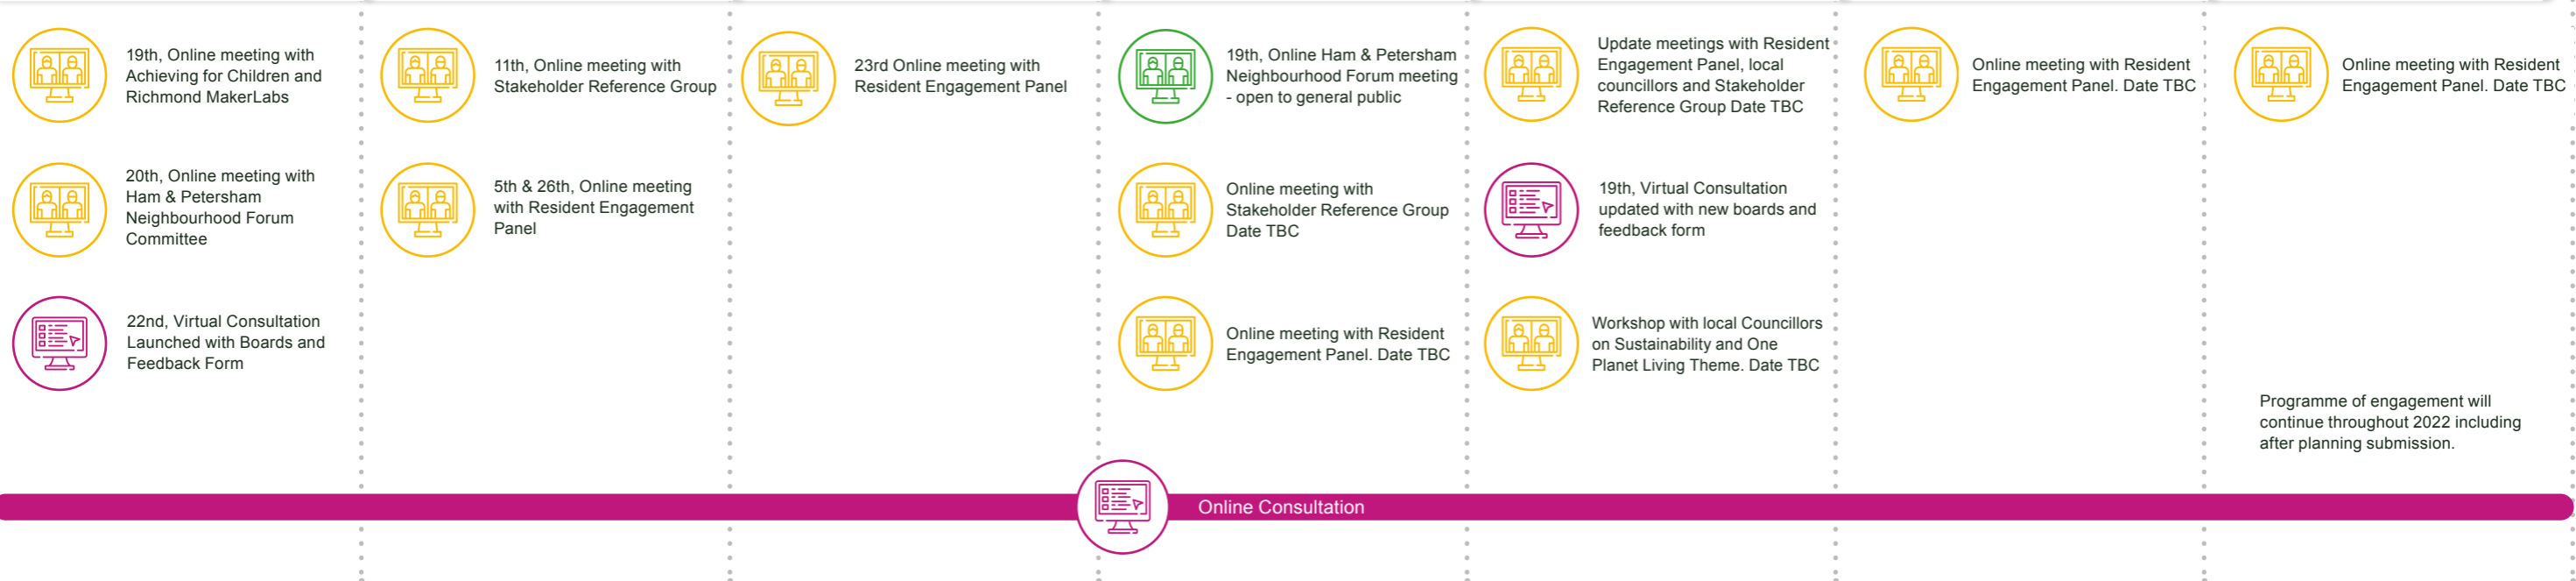 19th, Online meeting with
Achieving for Children and
Richmond MakerLabs
20th, Online meeting with
Ham & Petersham
Neighbourhood Forum
Committee
22nd, Virtual Consultation
Launched with Boards and
Feedback Form
11th, Online meeting with
Stakeholder Reference Group
5th & 26th, Online meeting
with Resident Engagement
Panel
23rd Online meeting with
Resident Engagement Panel
19th, Online Ham & Petersham
Neighbourhood Forum meeting
- open to general public
Online meeting with
Stakeholder Reference Group
Date TBC
Online meeting with Resident
Engagement Panel. Date TBC
Update meetings with Resident
Engagement Panel, local
councillors and Stakeholder
Reference Group Date TBC
19th, Virtual Consultation
updated with new boards and
feedback form
Workshop with local Councillors
on Sustainability and One
Planet Living Theme. Date TBC
Online meeting with Resident
Engagement Panel. Date TBC
Online meeting with Resident
Engagement Panel. Date TBC
Programme of engagement will
continue throughout 2022 including
after planning submission.
Online Consultation